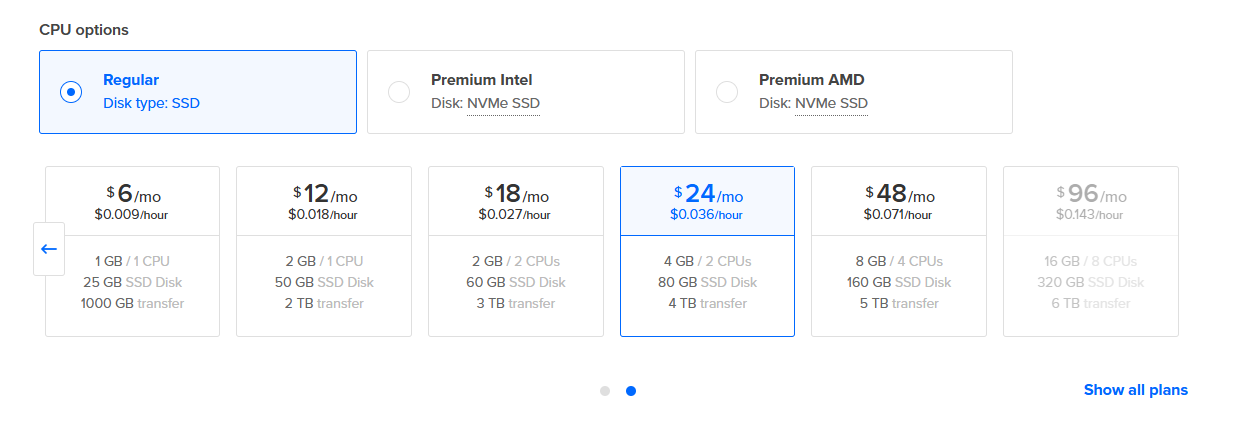 CPU options
Regular
Disk type: SSD
Premium Intel
Disk: NVMe SSD
Premium AMD
Disk: NVMe SSD
$6/mo
$0.009/hour
1 GB / 1 CPU
25 GB SSD Disk
1000 GB transfer
$12/mo
$0.018/hour
2 GB / 1 CPU
50 GB SSD Disk
2 TB transfer
$18/mo
$0.027/hour
2 GB / 2 CPUs
60 GB SSD Disk
3 TB transfer
$24/mo
$0.036/hour
4 GB / 2 CPUs
80 GB SSD Disk
4 TB transfer
$48/mo
$0.071/hour
8 GB / 4 CPUs
160 GB SSD Disk
5 TB transfer
$96/mo
$0.143/hour
16 GB / 8 CPUs
320 GB SSD Disk
6 TB transfer
Show all plans